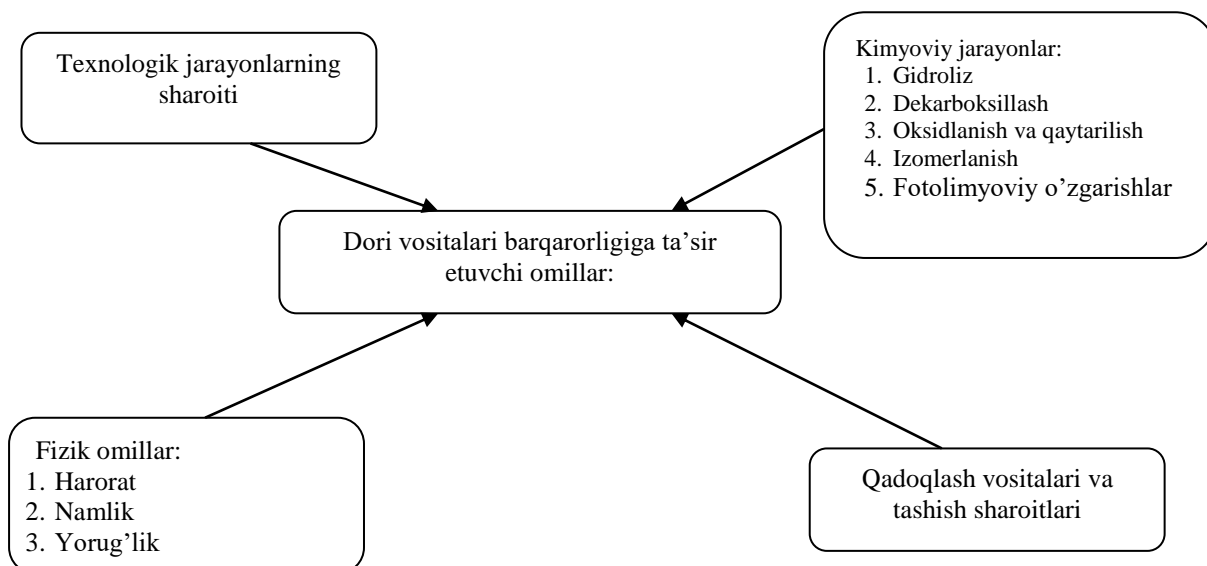 Texnologik jarayonlarning
sharoiti
Kimyoviy jarayonlar:
1. Gidroliz
2. Dekarboksillash
3. Oksidlanish va qaytarilish
4. Izomerlanish
5. Fotolimyoviy o’zgarishlar
Dori vositalari barqarorligiga ta’sir
etuvchi omillar:
Fizik omillar:
1. Harorat
2. Namlik
3. Yorug’lik
Qadoqlash vositalari va
tashish sharoitlari